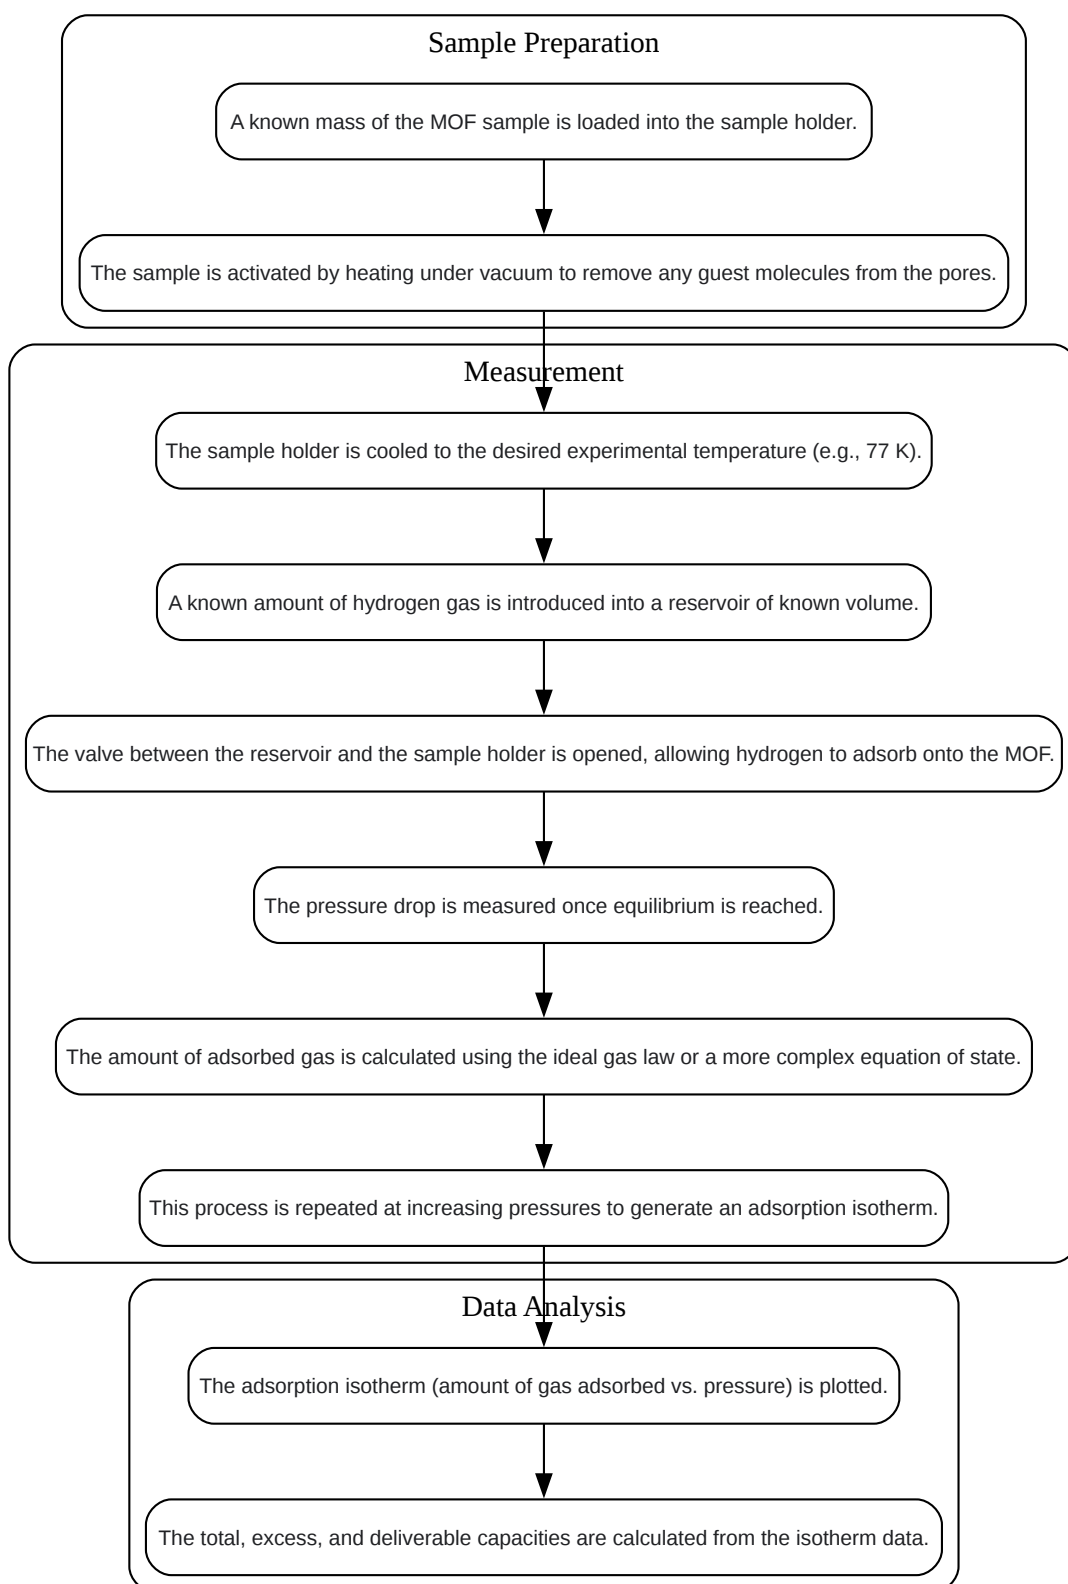 Sample Preparation
A known mass of the MOF sample is loaded into the sample holder.
The sample is activated by heating under vacuum to remove any guest molecules from the pores.
Measurement
The sample holder is cooled to the desired experimental temperature (e.g., 77 K).
A known amount of hydrogen gas is introduced into a reservoir of known volume.
The valve between the reservoir and the sample holder is opened, allowing hydrogen to adsorb onto the MOF.
The pressure drop is measured once equilibrium is reached.
The amount of adsorbed gas is calculated using the ideal gas law or a more complex equation of state.
This process is repeated at increasing pressures to generate an adsorption isotherm.
Data Analysis
The adsorption isotherm (amount of gas adsorbed vs. pressure) is plotted.
The total, excess, and deliverable capacities are calculated from the isotherm data.